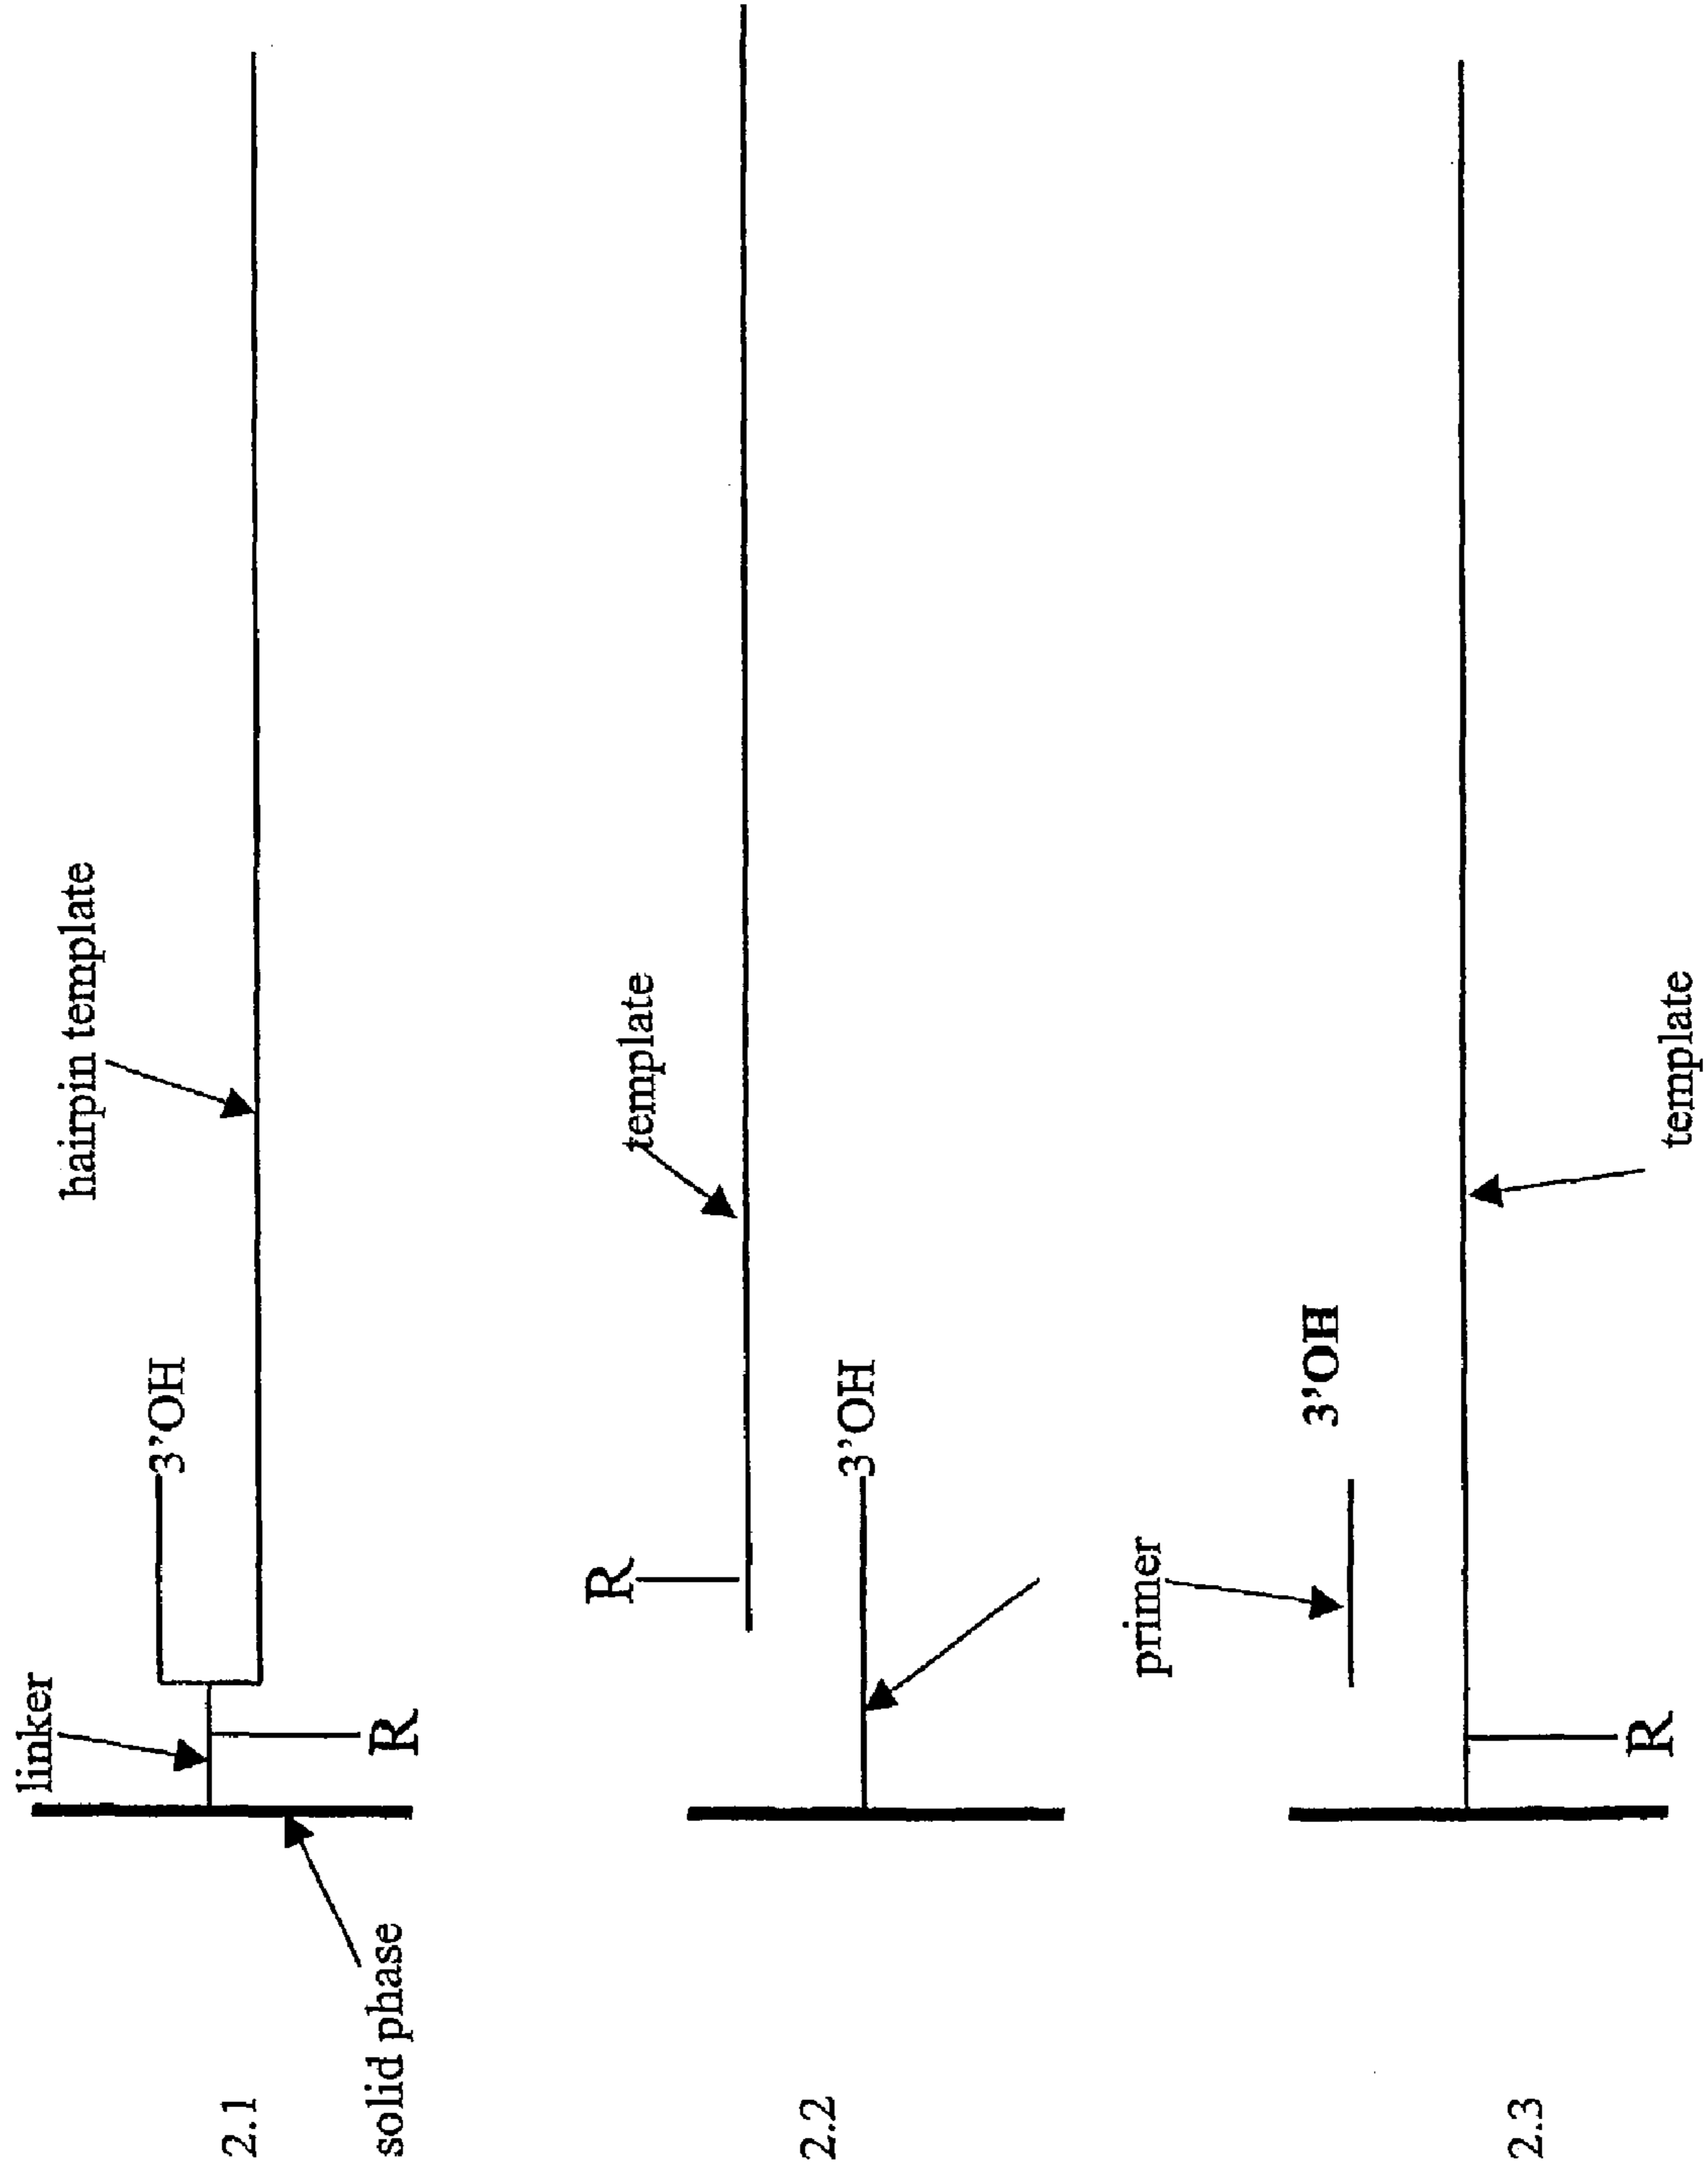 2.1
solid phase
linker
R
3'OH
hairpin template
2.2
R
3'OH
template
2.3
R
primer
3'OH
template